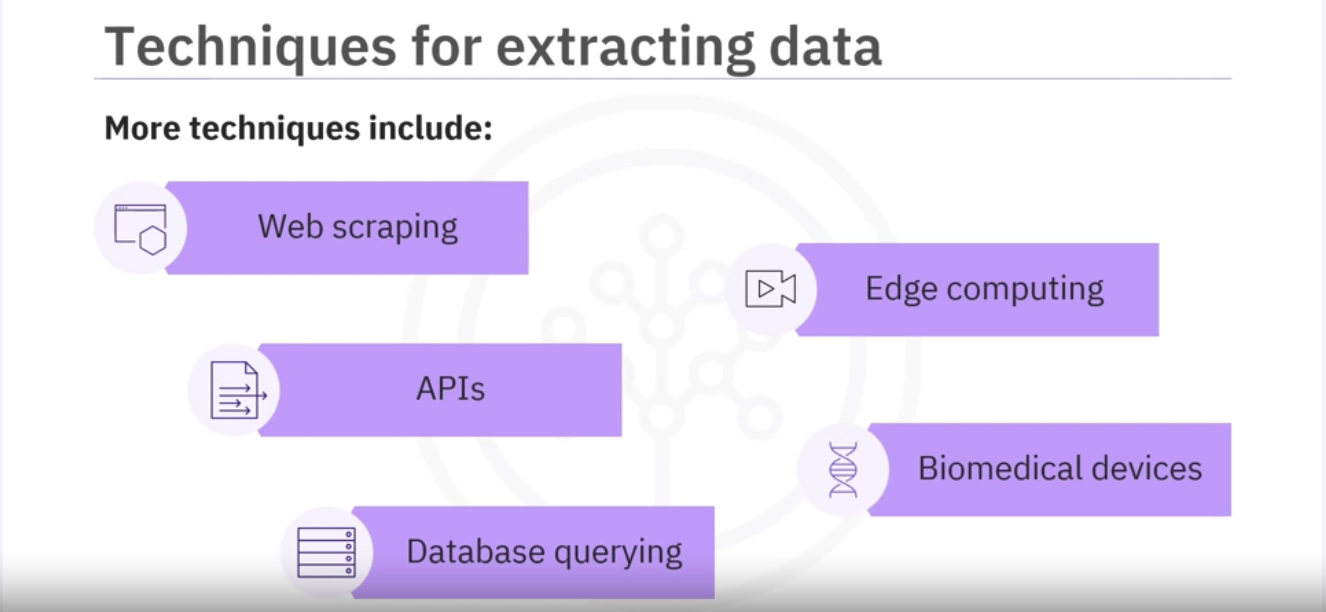 Techniques for extracting data
More techniques include:
Web scraping
Edge computing
APIs
Biomedical devices
Database querying